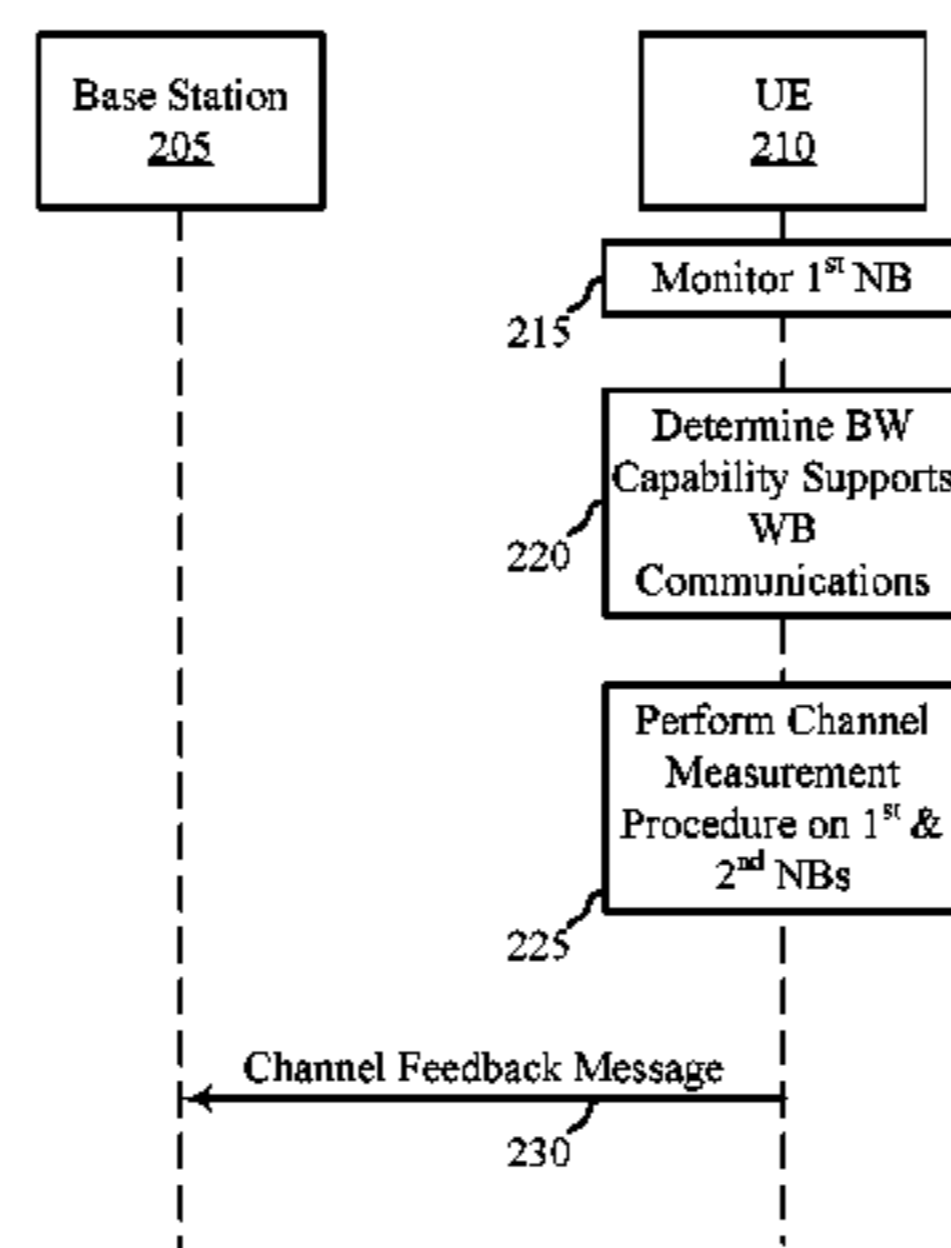 Base Station
205
UE
210
Monitor 1st NB
215
Determine BW
Capability Supports
WB
Communications
220
Perform Channel
Measurement
Procedure on 1st &
2nd NBs
225
Channel Feedback Message
230